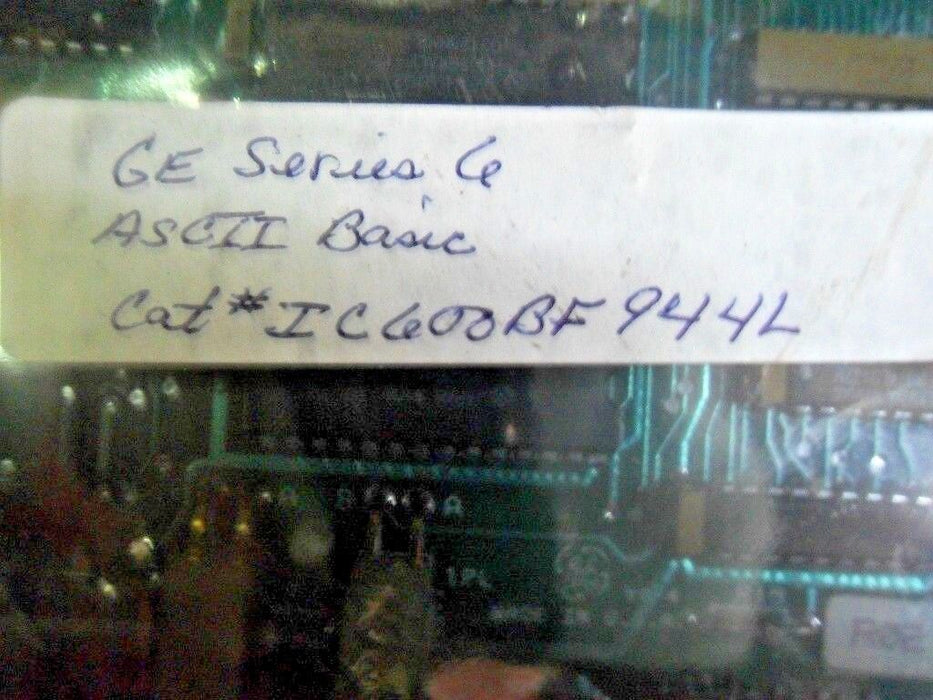 GE Series 6
ASCII Basic
Cat # IC600BF944L